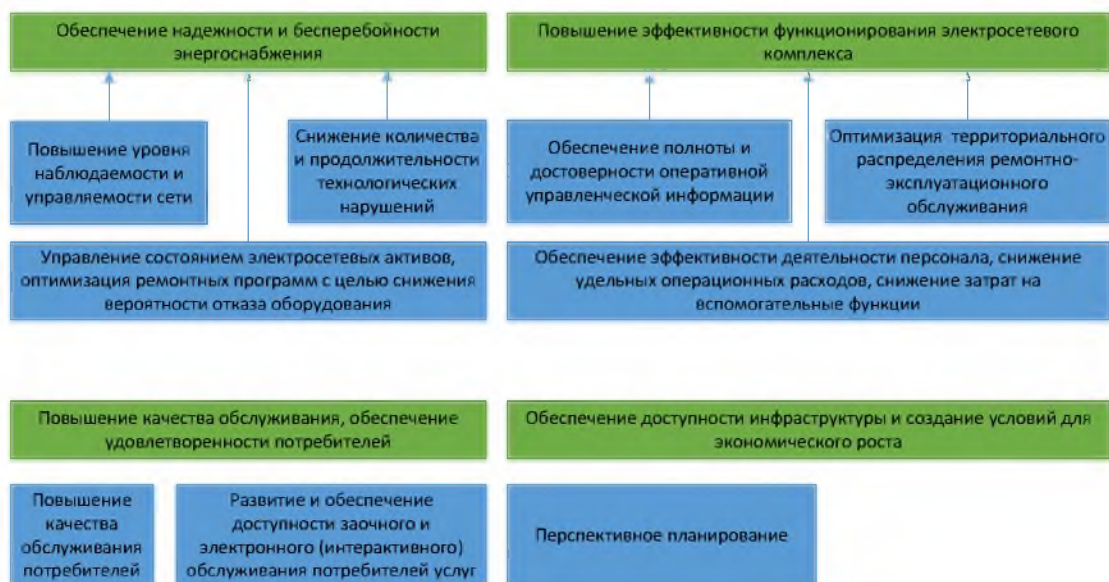 Обеспечение надежности и бесперебойности
энергоснабжения
Повышение эффективности функционирования электросетевого
комплекса
Повышение уровня
наблюдаемости и
управляемости сети
Снижение количества
и продолжительности
технологических
нарушений
Обеспечение полноты и
достоверности оперативной
управленческой информации
Оптимизация территориального
распределения ремонтно-
эксплуатационного
обслуживания
Управление состоянием электросетевых активов,
оптимизация ремонтных программ с целью снижения
вероятности отказа оборудования
Обеспечение эффективности деятельности персонала, снижение
удельных операционных расходов, снижение затрат на
вспомогательные функции
Повышение качества обслуживания, обеспечение
удовлетворенности потребителей
Обеспечение доступности инфраструктуры и создание условий для
экономического роста
Повышение
качества
обслуживания
потребителей
Развитие и обеспечение
доступности заочного и
электронного (интерактивного)
обслуживания потребителей услуг
Перспективное планирование